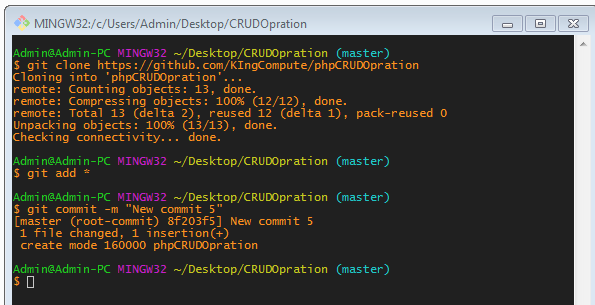 MINGW32:/c/Users/Admin/Desktop/CRUDOpration
Admin@Admin-PC MINGW32 ~/Desktop/CRUDOpration (master)
$ git clone https://github.com/KIngCompute/phpCRUDOpration
Cloning into 'phpCRUDOpration'...
remote: Counting objects: 13, done.
remote: Compressing objects: 100% (12/12), done.
remote: Total 13 (delta 2), reused 12 (delta 1), pack-reused 0
Unpacking objects: 100% (13/13), done.
Checking connectivity... done.
Admin@Admin-PC MINGW32 ~/Desktop/CRUDOpration (master)
$ git add *
Admin@Admin-PC MINGW32 ~/Desktop/CRUDOpration (master)
$ git commit -m "New commit 5"
[master (root-commit) 8f203f5] New commit 5
 1 file changed, 1 insertion(+)
 create mode 160000 phpCRUDOpration
Admin@Admin-PC MINGW32 ~/Desktop/CRUDOpration (master)
$